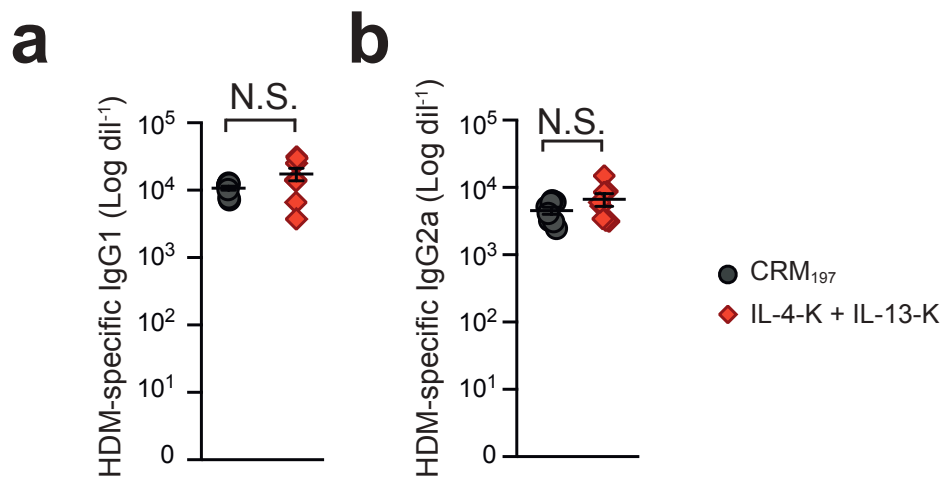 a
b
HDM-specific IgG1 (Log dil⁻¹)
N.S.
10⁵
10⁴
10³
10²
10¹
0
HDM-specific IgG2a (Log dil⁻¹)
N.S.
10⁵
10⁴
10³
10²
10¹
0
CRM₁₉₇
IL-4-K + IL-13-K